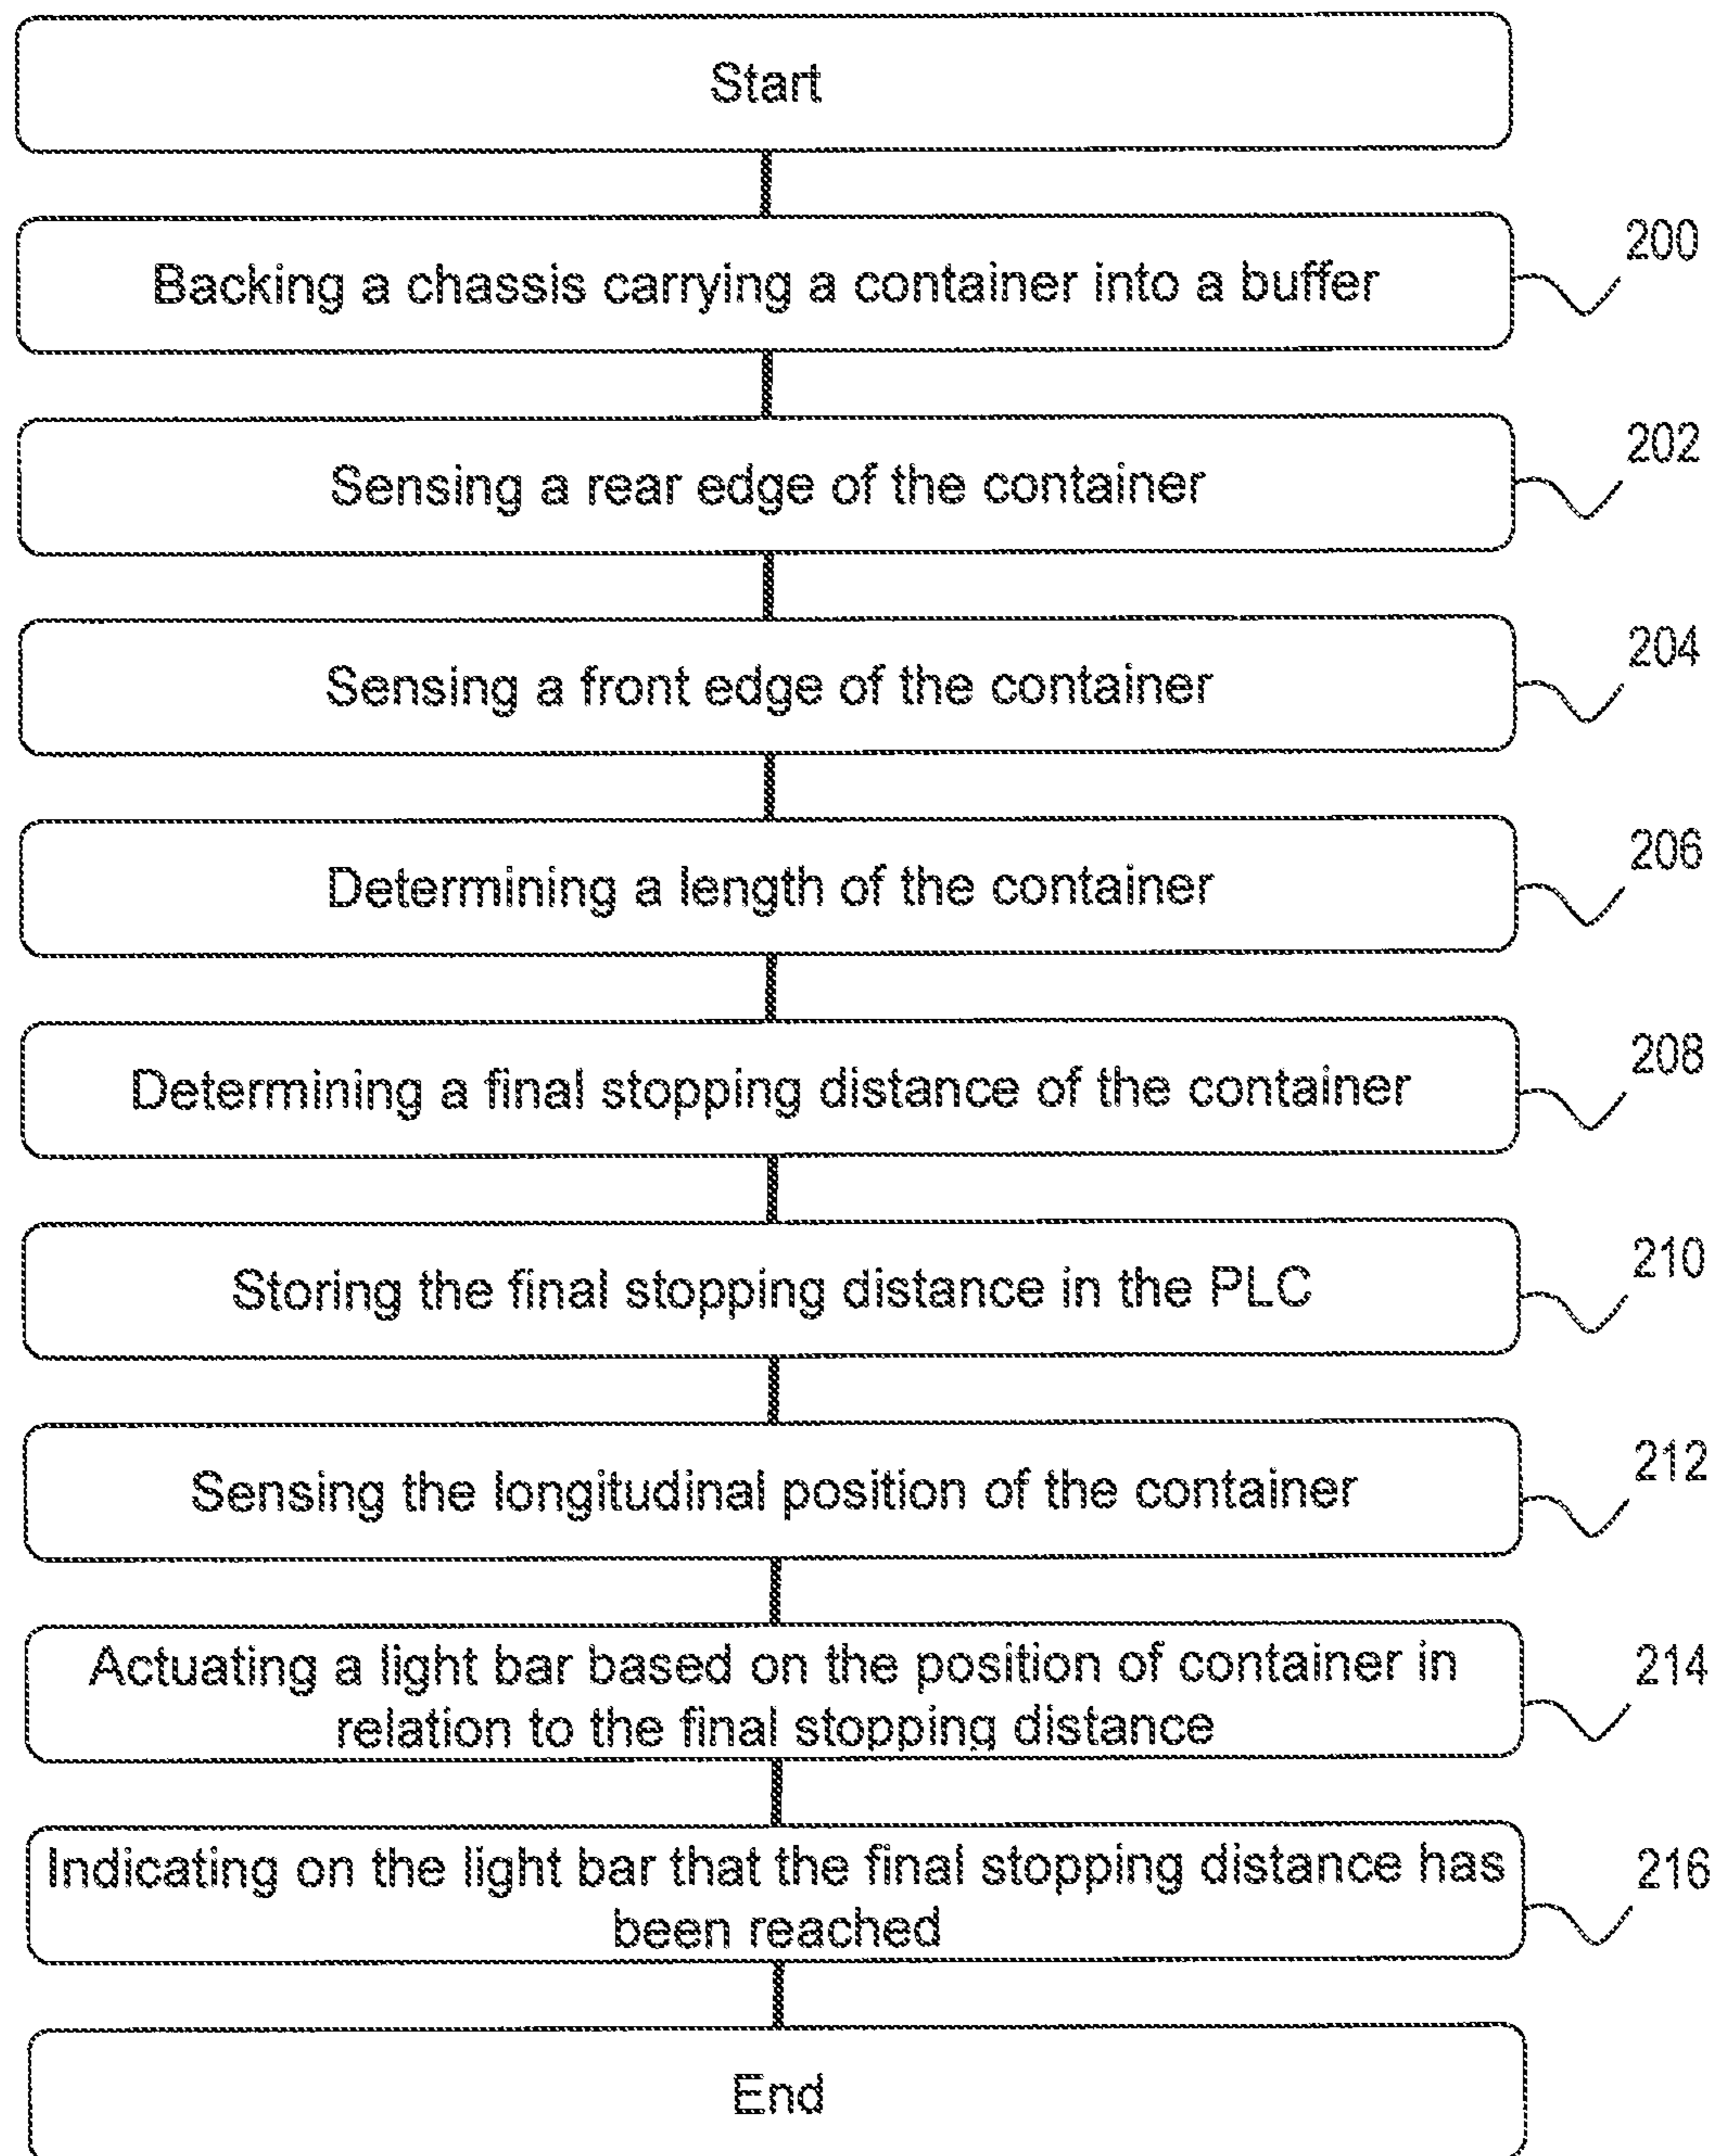 Start
Backing a chassis carrying a container into a buffer
200
Sensing a rear edge of the container
202
Sensing a front edge of the container
204
Determining a length of the container
206
Determining a final stopping distance of the container
208
Storing the final stopping distance in the PLC
210
Sensing the longitudinal position of the container
212
Actuating a light bar based on the position of container in
relation to the final stopping distance
214
Indicating on the light bar that the final stopping distance has
been reached
216
End